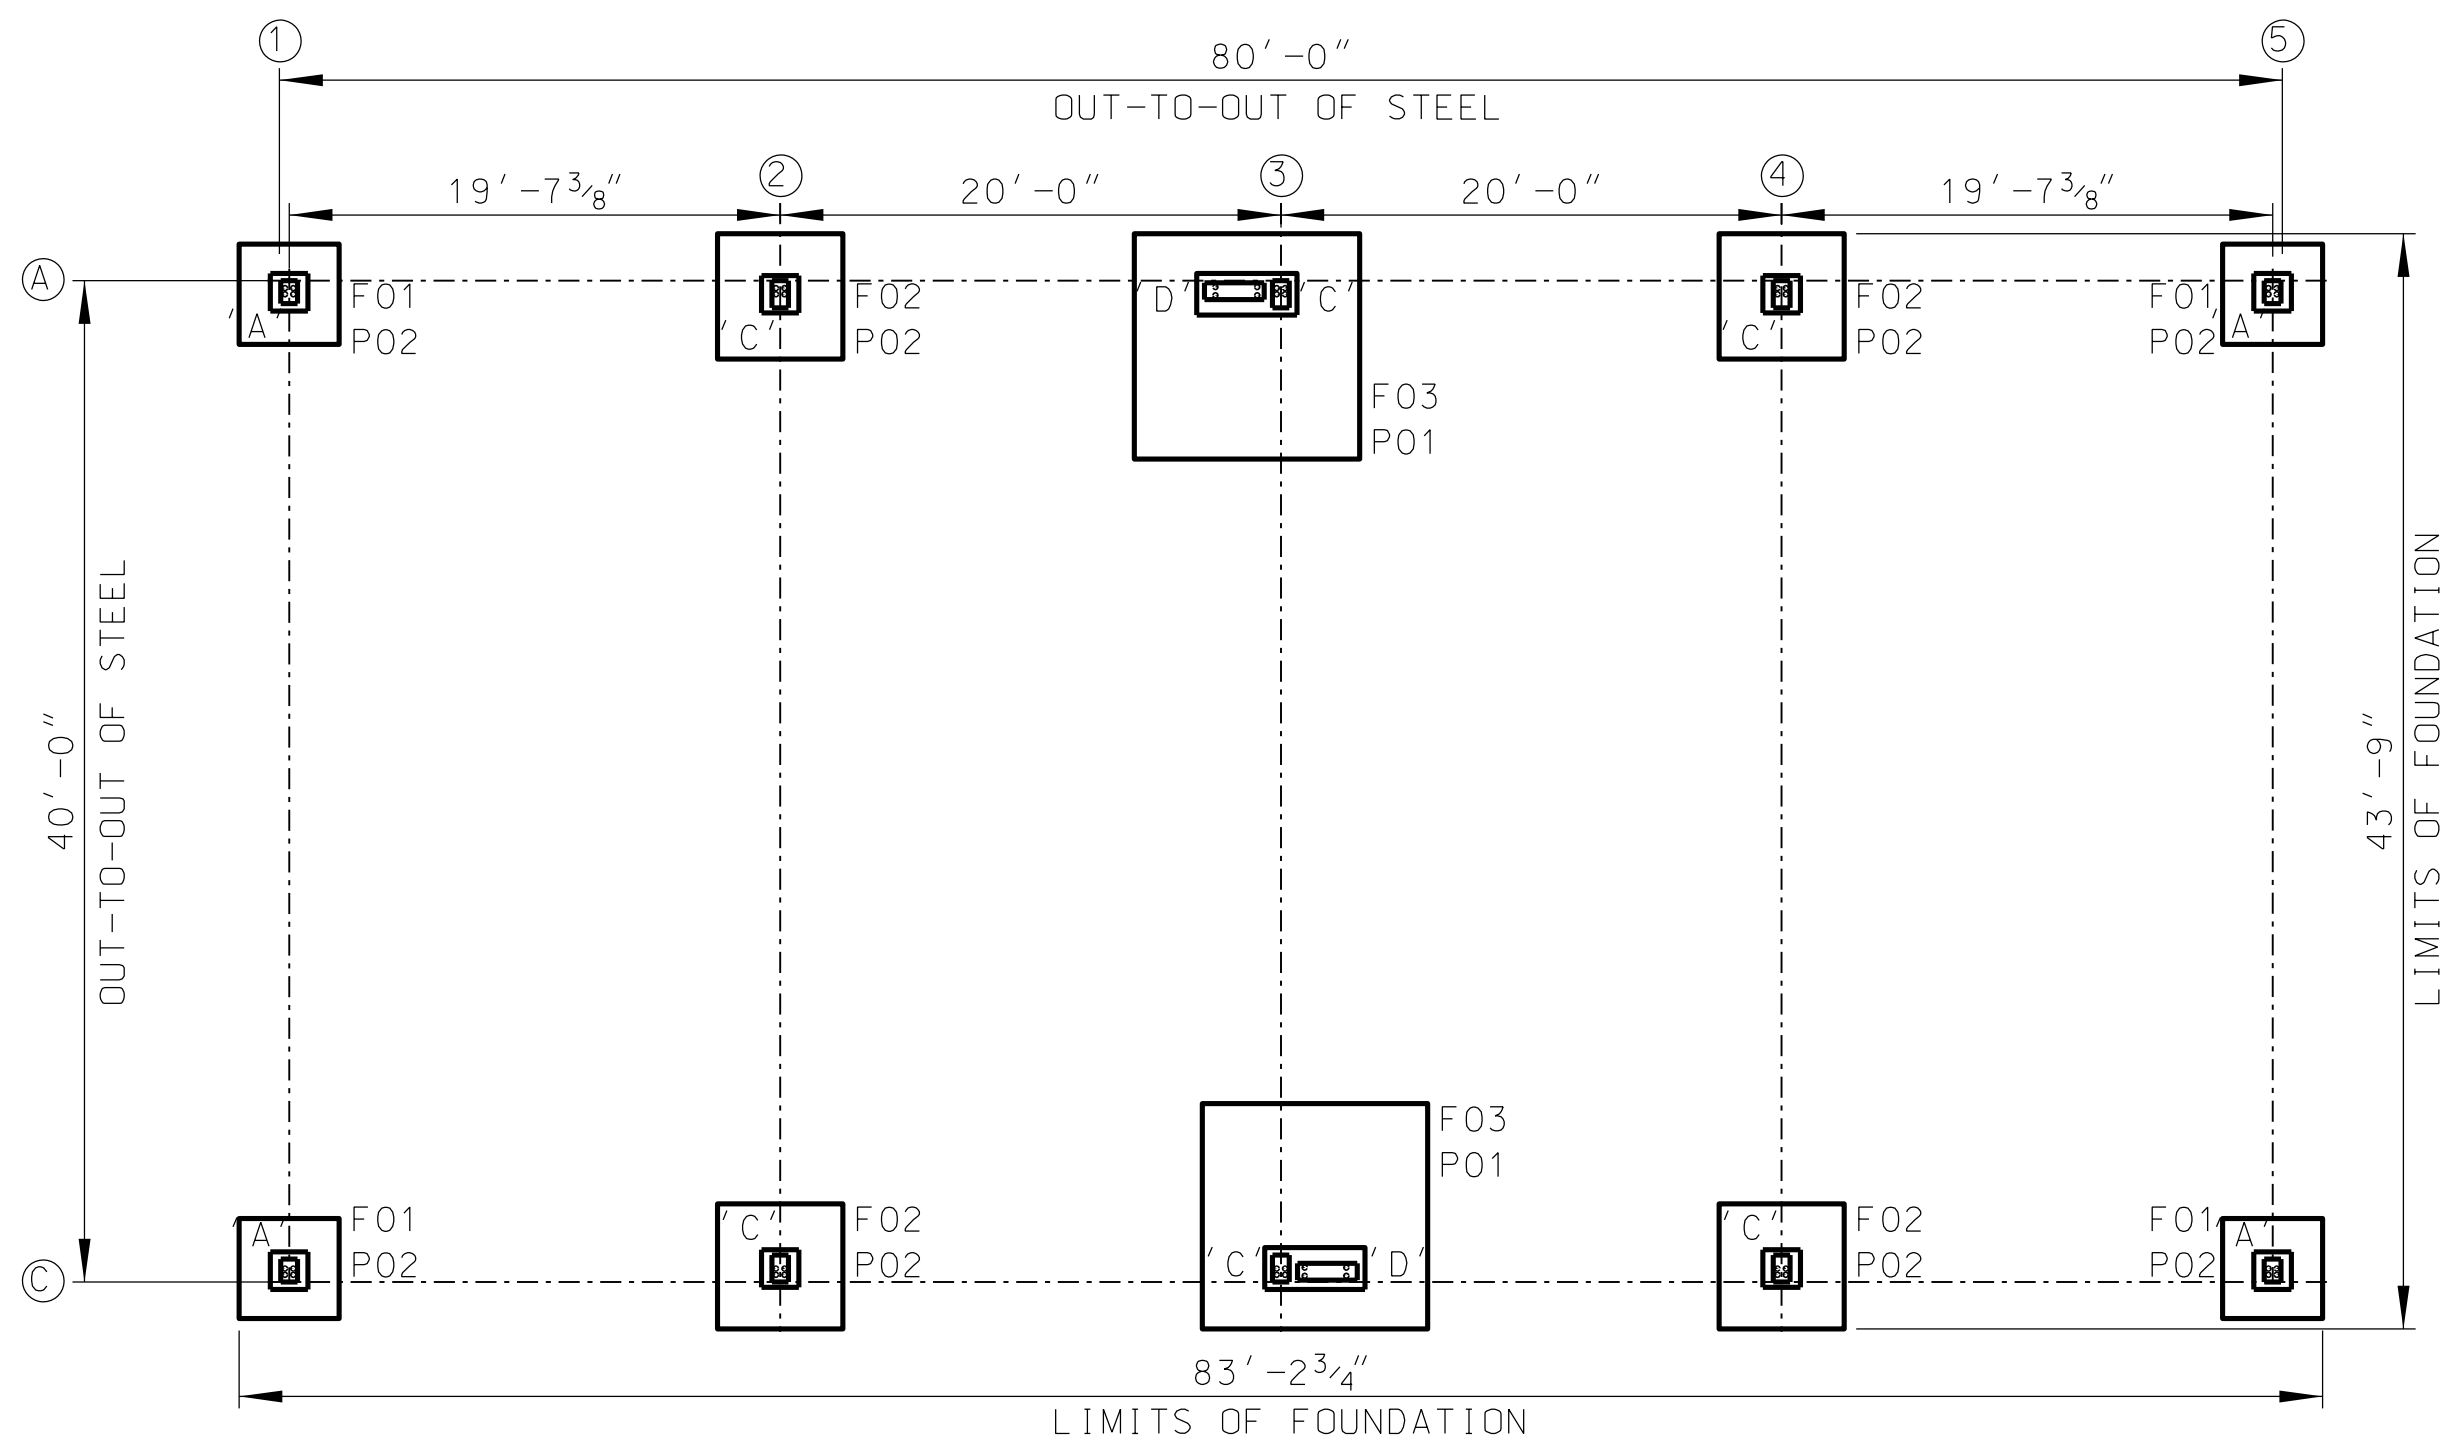 1
5
80'-0"
OUT-TO-OUT OF STEEL
2
3
4
19'-7 3/8"
20'-0"
20'-0"
19'-7 3/8"
A
F01
P02
'A'
F02
P02
'C'
'D'
'C'
F03
P01
F02
P02
'C'
F01
P02
'A'
40'-0"
OUT-TO-OUT OF STEEL
43'-9"
LIMITS OF FOUNDATION
F03
P01
C
'A'
F01
P02
'C'
F02
P02
'C'
'D'
'C'
F02
P02
F01
P02
'A'
83'-2 3/4"
LIMITS OF FOUNDATION